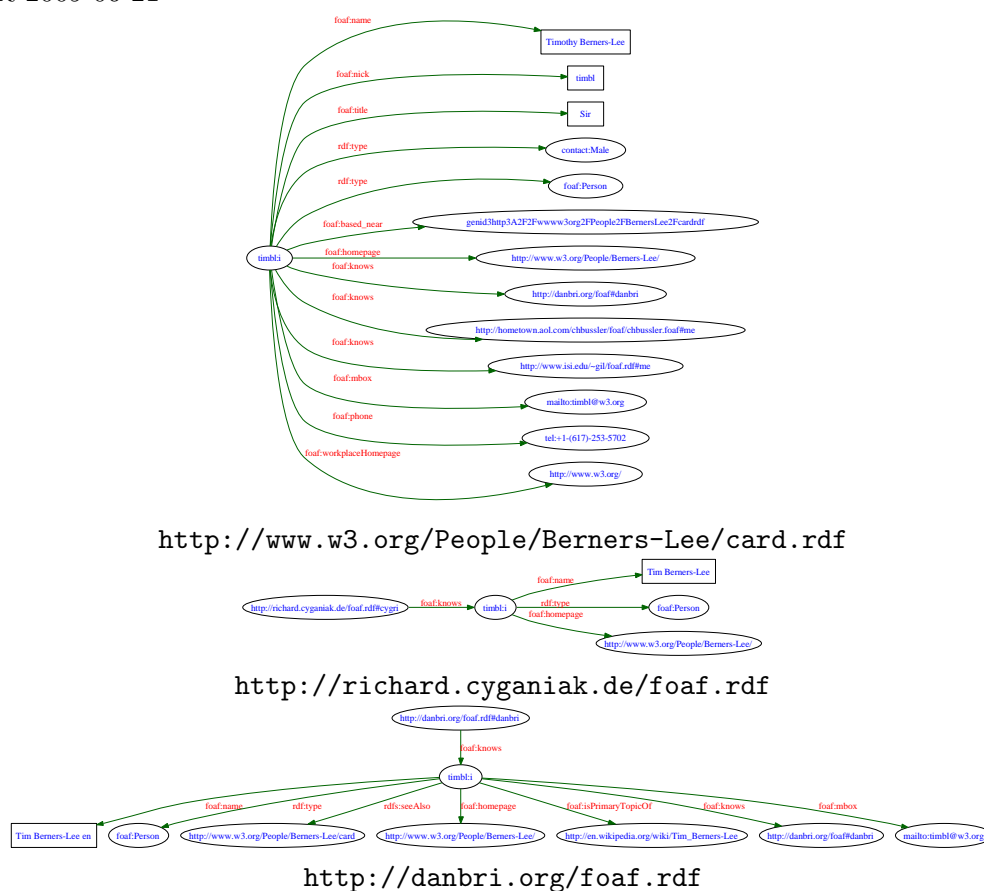 foaf:name
Timothy Berners-Lee
foaf:nick
timbl
foaf:title
Sir
rdf:type
contact:Male
rdf:type
foaf:Person
foaf:based_near
genid3http3A2F2Fwwww3org2FPeople2FBernersLee2Fcardrdf
timbl:i
foaf:homepage
http://www.w3.org/People/Berners-Lee/
foaf:knows
http://danbri.org/foaf#danbri
foaf:knows
http://hometown.aol.com/chbussler/foaf/chbussler.foaf#me
foaf:knows
http://www.isi.edu/~gil/foaf.rdf#me
foaf:mbox
mailto:timbl@w3.org
foaf:phone
tel:+1-(617)-253-5702
foaf:workplaceHomepage
http://www.w3.org/
http://www.w3.org/People/Berners-Lee/card.rdf
foaf:name
Tim Berners-Lee
http://richard.cyganiak.de/foaf.rdf#cygri
foaf:knows
timbl:i
rdf:type
foaf:Person
foaf:homepage
http://www.w3.org/People/Berners-Lee/
http://richard.cyganiak.de/foaf.rdf
http://danbri.org/foaf.rdf#danbri
foaf:knows
timbl:i
foaf:name rdf:type rdfs:seeAlso foaf:homepage foaf:isPrimaryTopicOf foaf:knows foaf:mbox
Tim Berners-Lee en foaf:Person http://www.w3.org/People/Berners-Lee/card http://www.w3.org/People/Berners-Lee/ http://en.wikipedia.org/wiki/Tim_Berners-Lee http://danbri.org/foaf#danbri mailto:timbl@w3.org
http://danbri.org/foaf.rdf